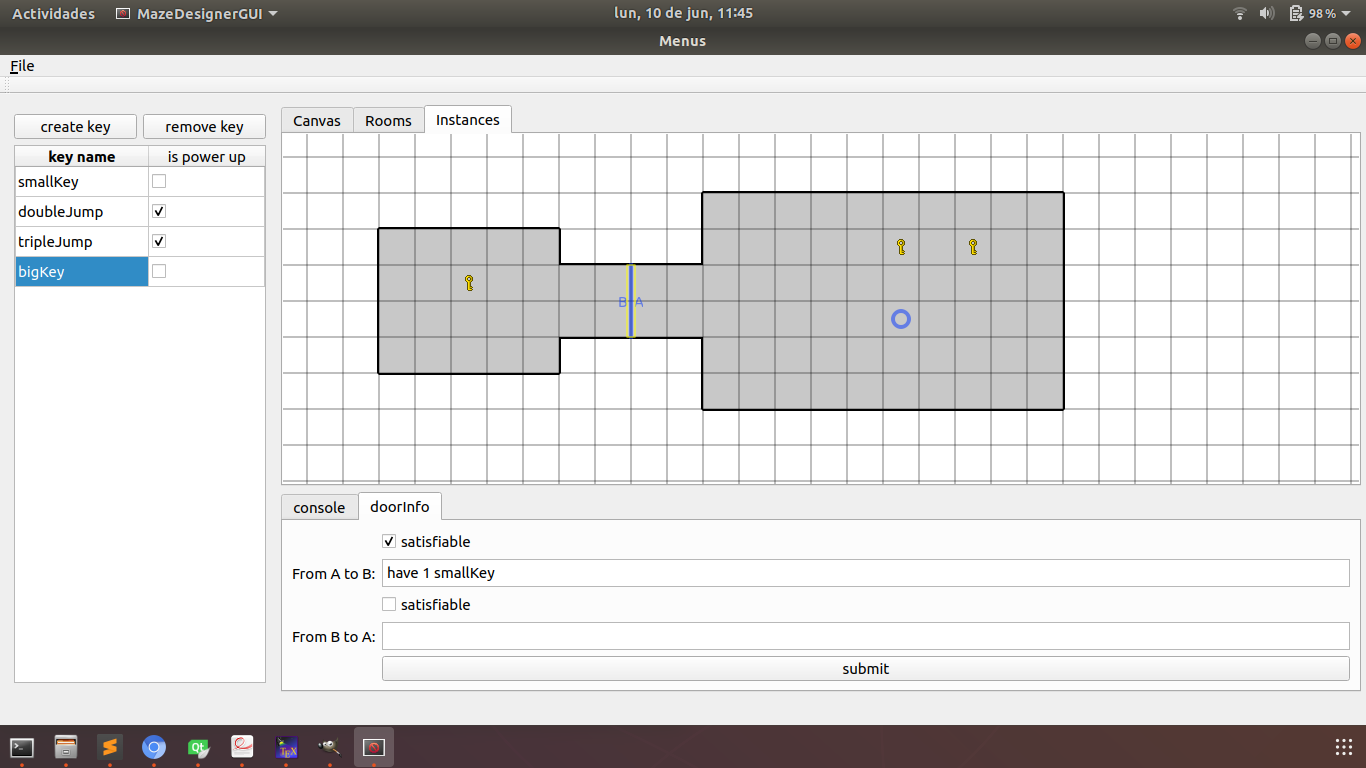 Actividades MazeDesignerGUI lun, 10 de jun, 11:45 98%
Menus
File
create key remove key
key name is power up
smallKey
doubleJump
tripleJump
bigKey
Canvas Rooms Instances
B A
console doorInfo
satisfiable
From A to B: have 1 smallKey
satisfiable
From B to A:
submit
Qt
TEX